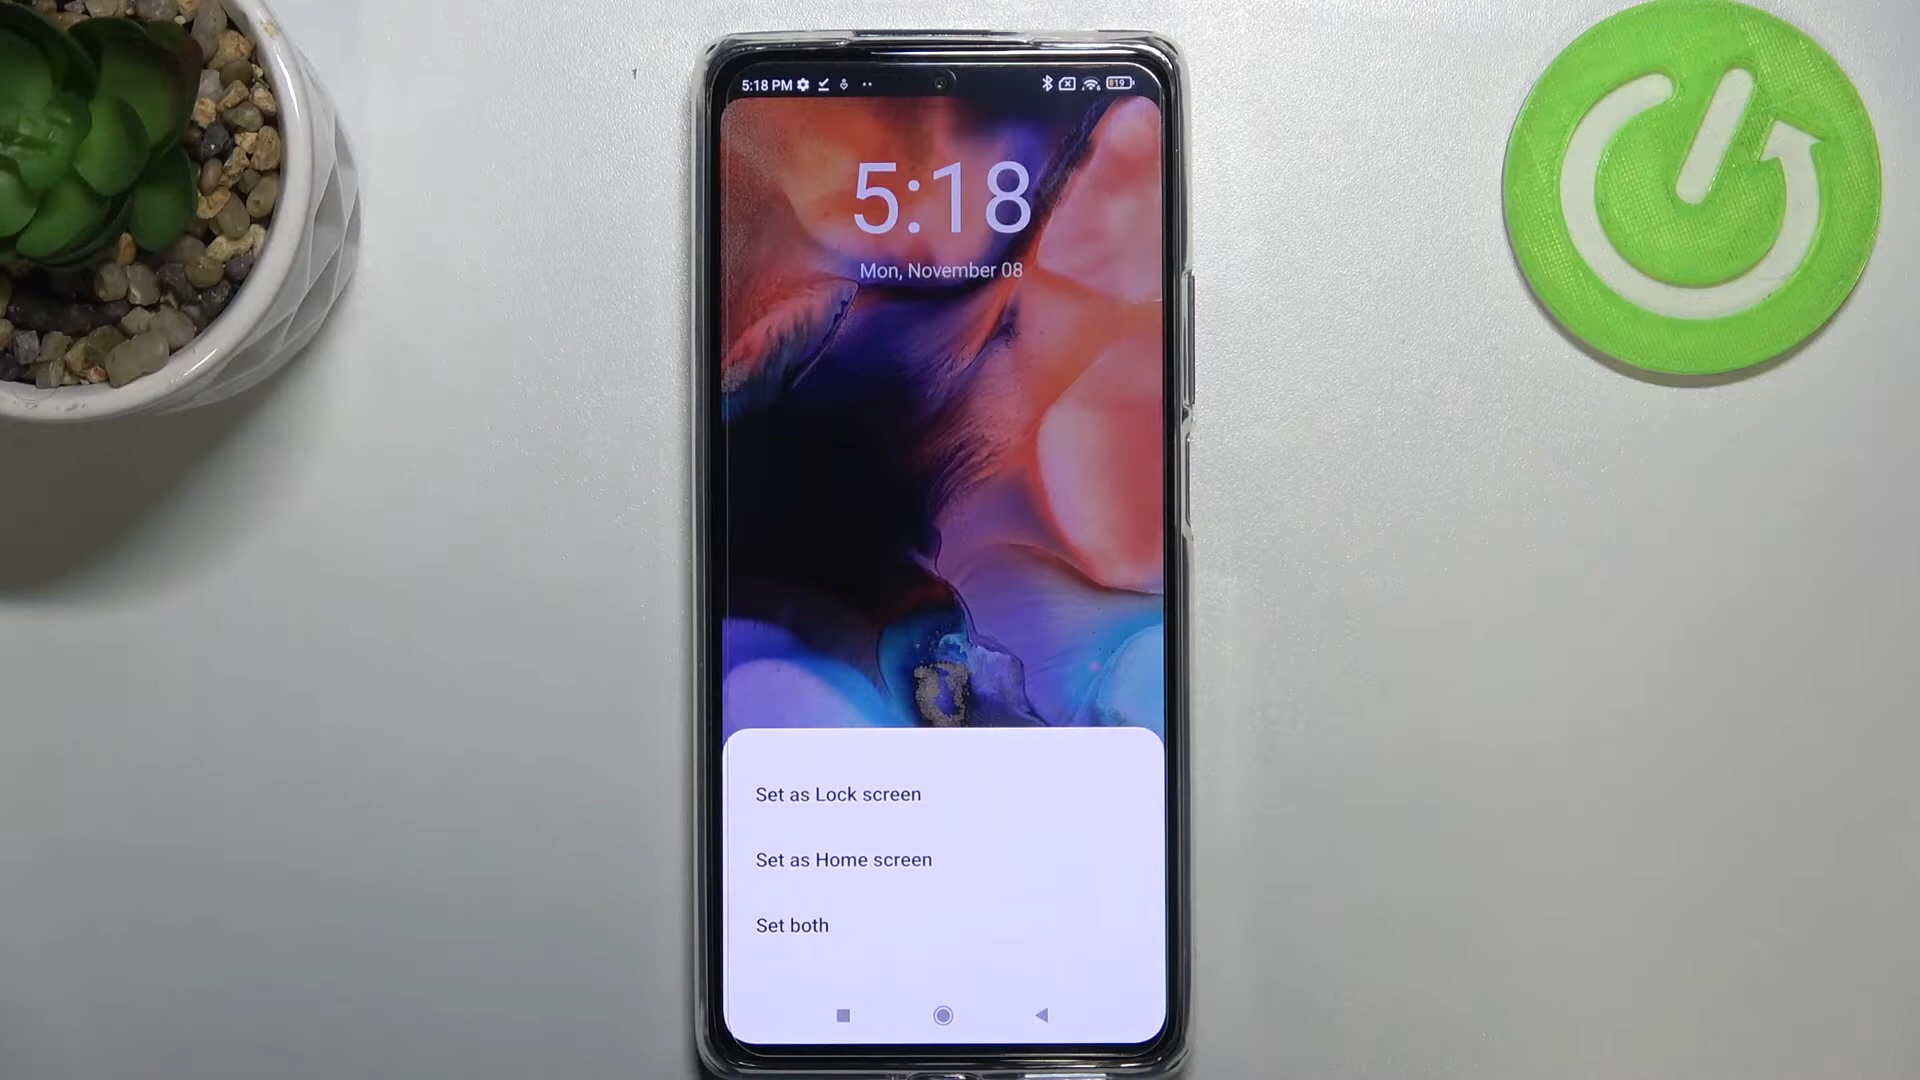 5:18 PM
5:18
Mon, November 08
Set as Lock screen
Set as Home screen
Set both